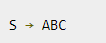 S → ABC